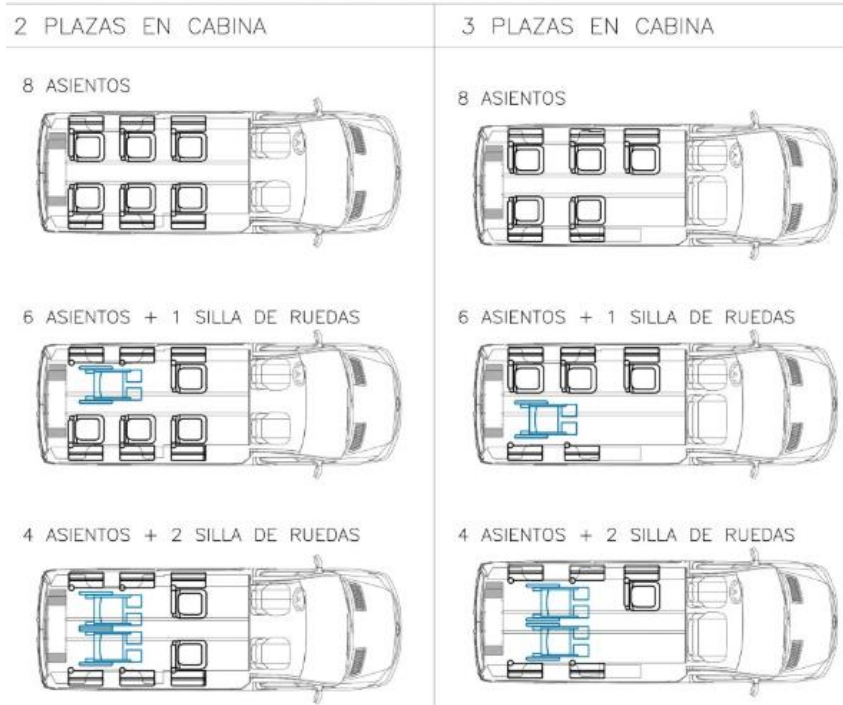 2 PLAZAS EN CABINA
3 PLAZAS EN CABINA
8 ASIENTOS
8 ASIENTOS
6 ASIENTOS + 1 SILLA DE RUEDAS
6 ASIENTOS + 1 SILLA DE RUEDAS
4 ASIENTOS + 2 SILLA DE RUEDAS
4 ASIENTOS + 2 SILLA DE RUEDAS